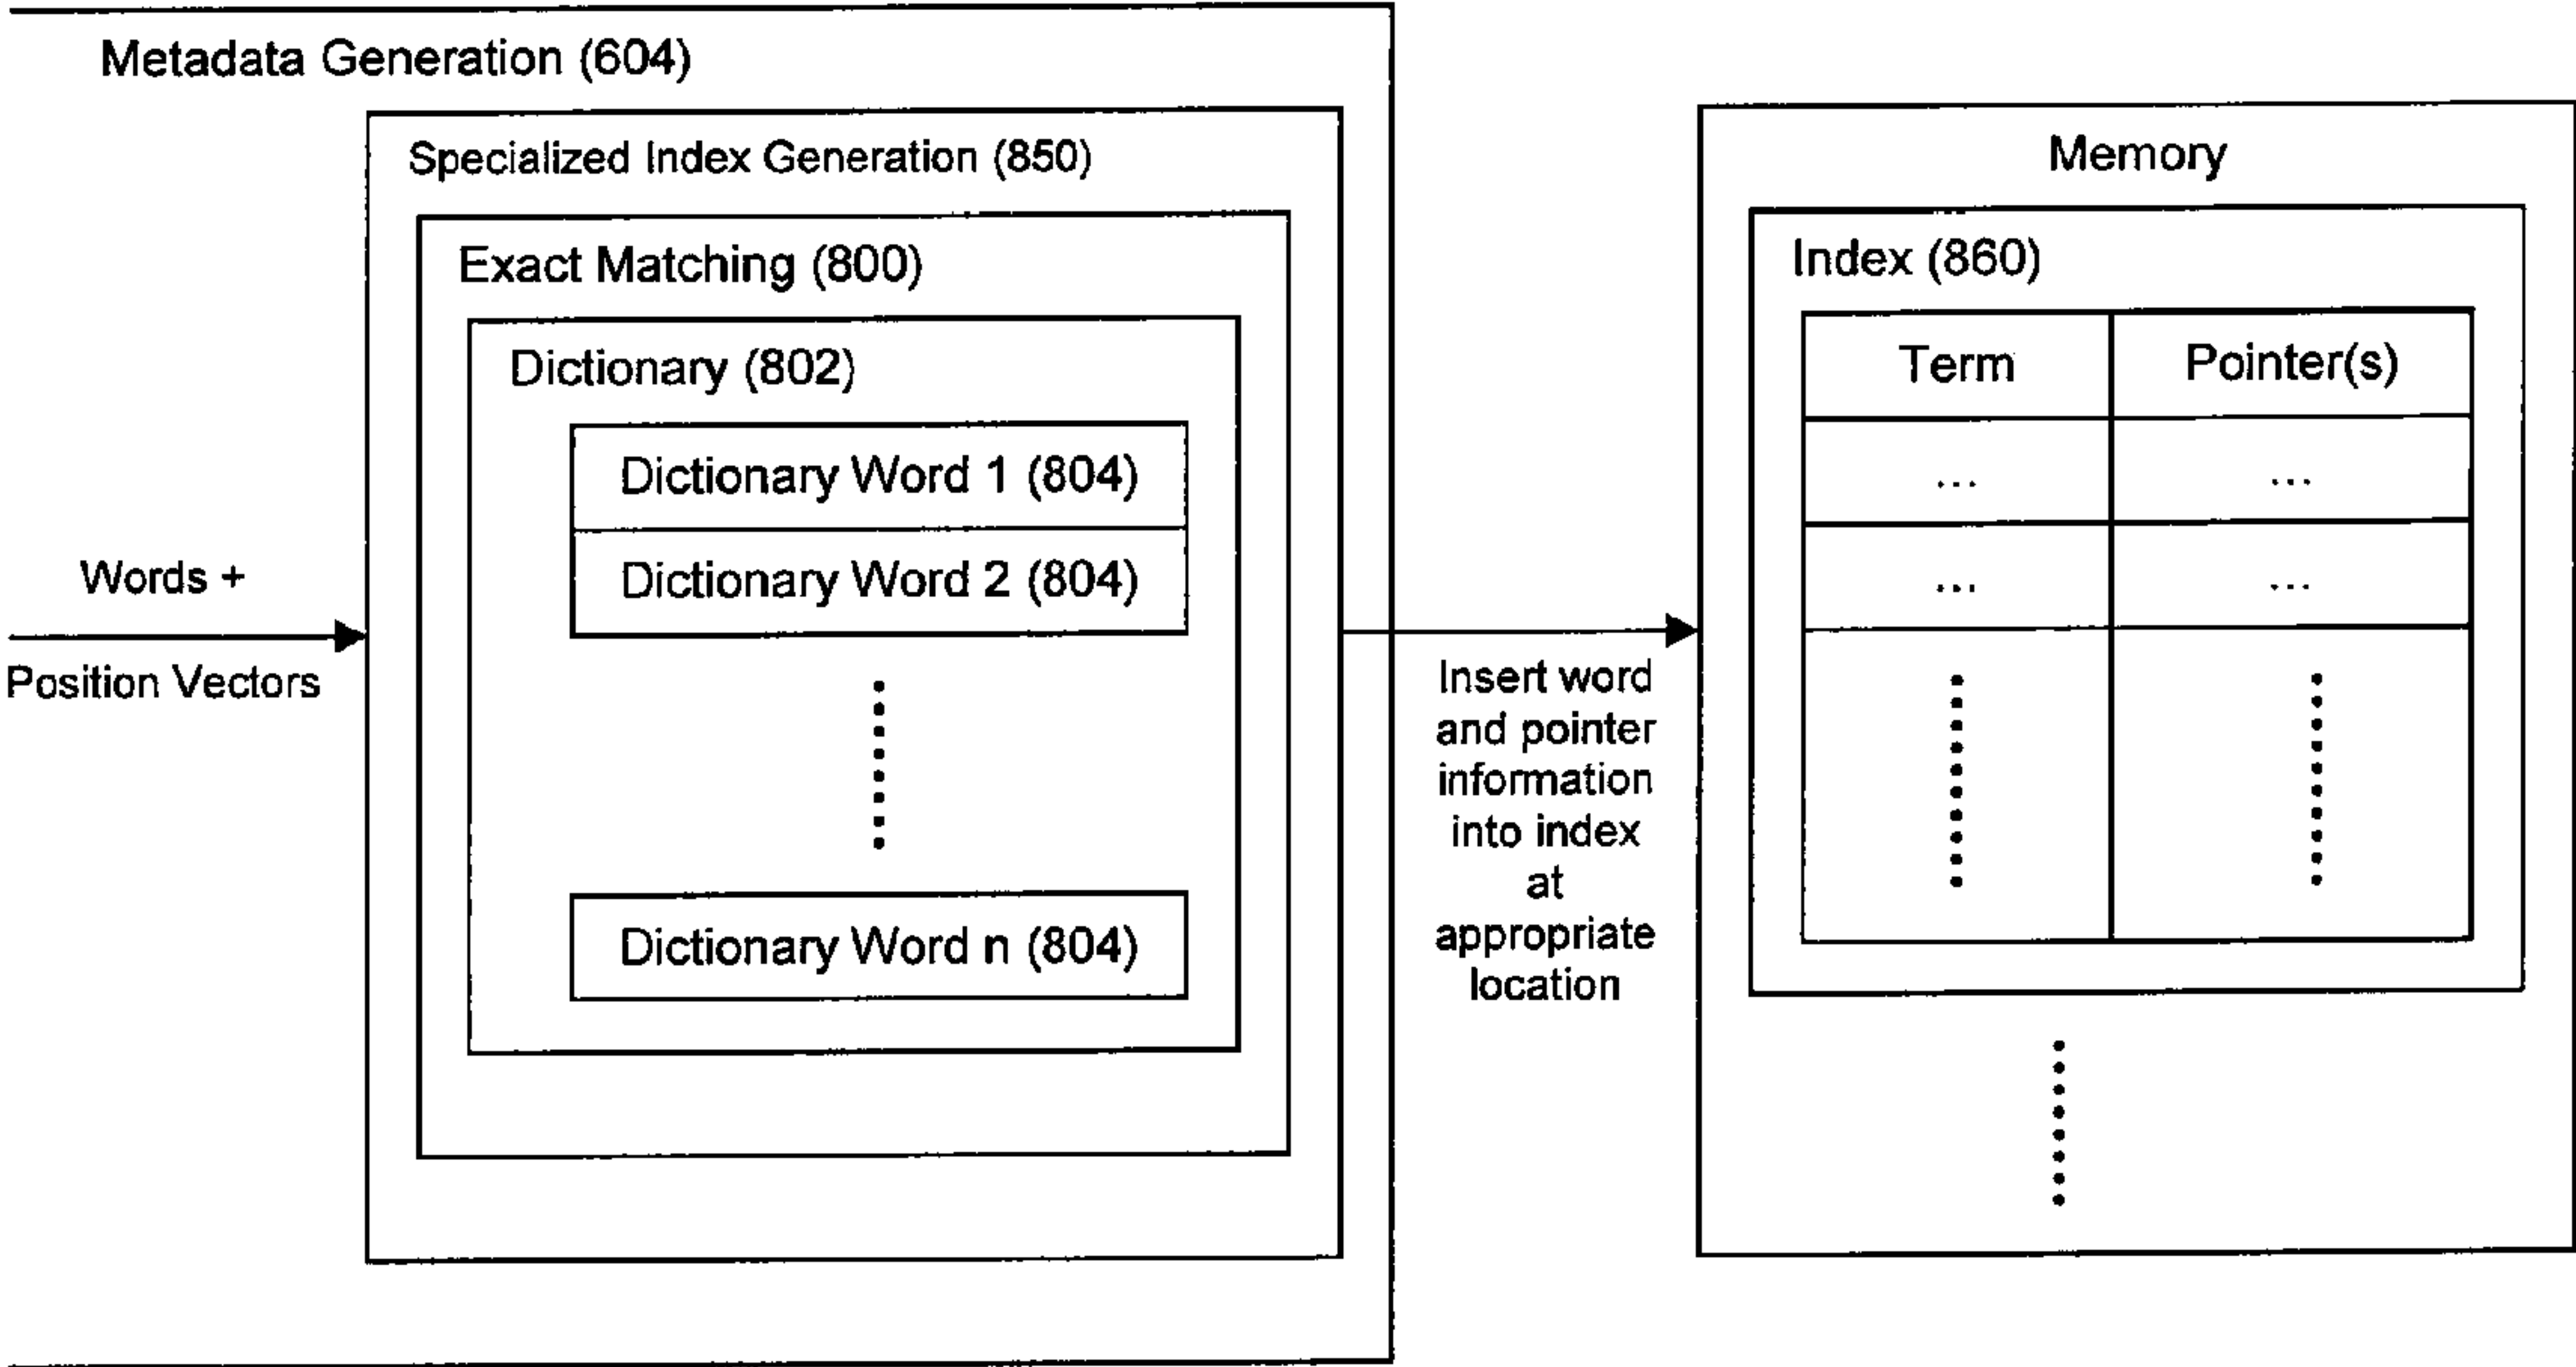 Metadata Generation (604)
Specialized Index Generation (850)
Exact Matching (800)
Dictionary (802)
Dictionary Word 1 (804)
Dictionary Word 2 (804)
Dictionary Word n (804)
Words +
Position Vectors
Insert word
and pointer
information
into index
at
appropriate
location
Memory
Index (860)
Term Pointer(s)
... ...
... ...